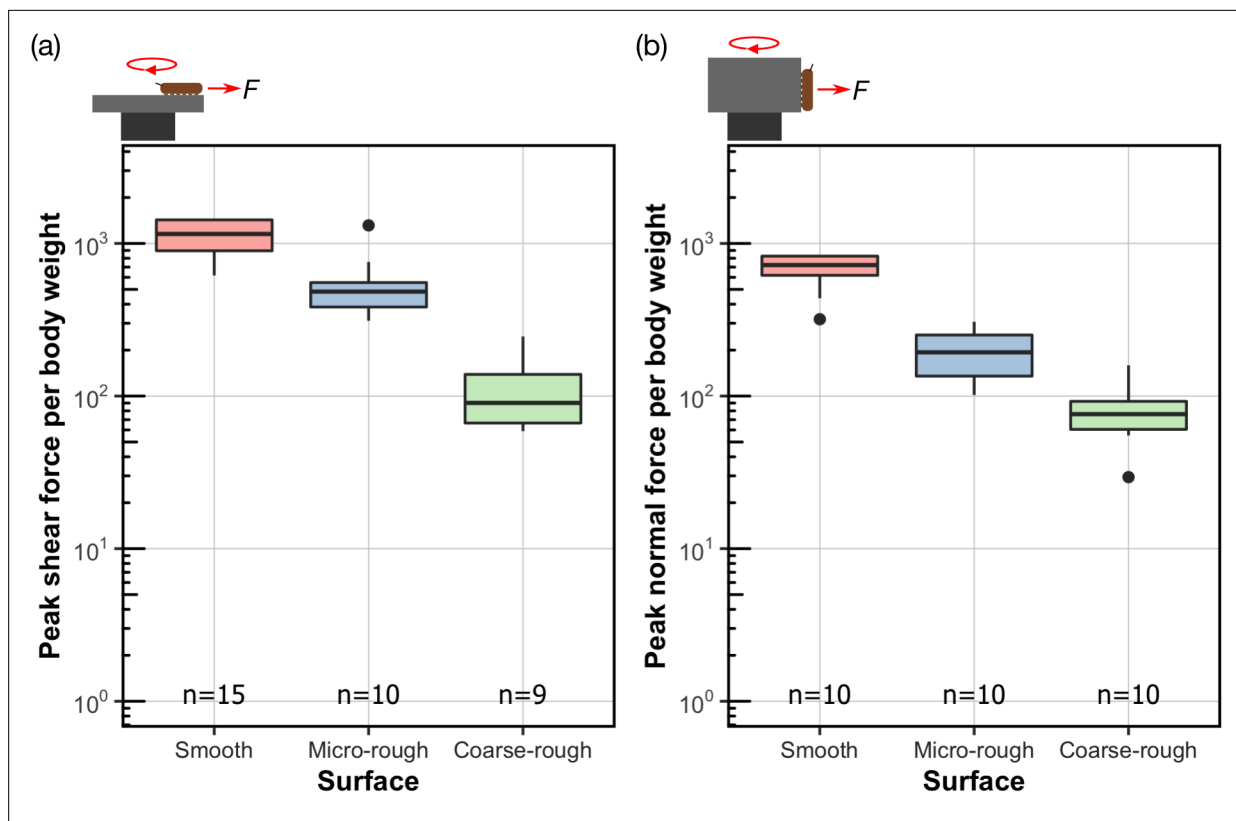 (a)
F
Peak shear force per body weight
10³
10²
10¹
10⁰
n=15 n=10 n=9
Smooth Micro-rough Coarse-rough
Surface
(b)
F
Peak normal force per body weight
10³
10²
10¹
10⁰
n=10 n=10 n=10
Smooth Micro-rough Coarse-rough
Surface